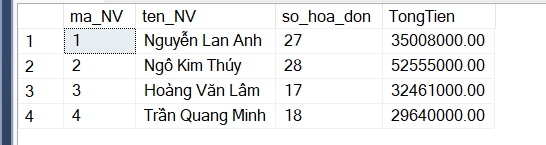 ma_NV ten_NV so_hoa_don TongTien
1 1 Nguyễn Lan Anh 27 35008000.00
2 2 Ngô Kim Thúy 28 52555000.00
3 3 Hoàng Văn Lâm 17 32461000.00
4 4 Trần Quang Minh 18 29640000.00